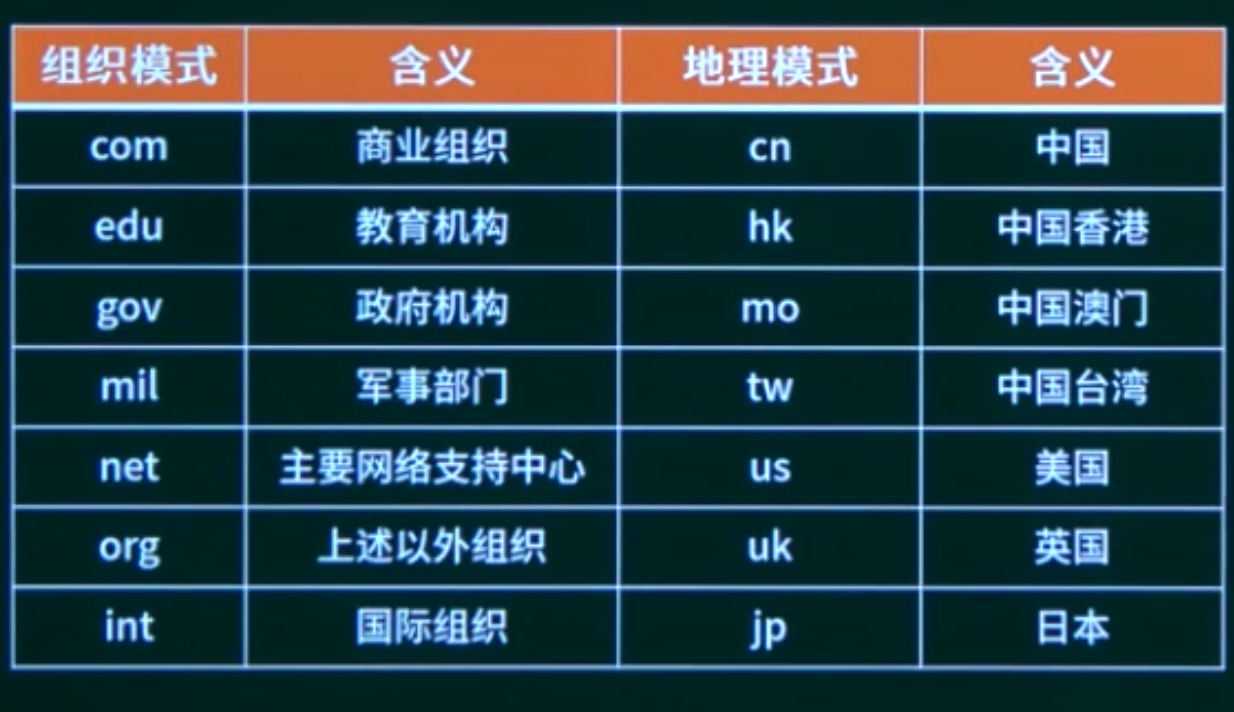 组织模式 含义 地理模式 含义
com 商业组织 cn 中国
edu 教育机构 hk 中国香港
gov 政府机构 mo 中国澳门
mil 军事部门 tw 中国台湾
net 主要网络支持中心 us 美国
org 上述以外组织 uk 英国
int 国际组织 jp 日本